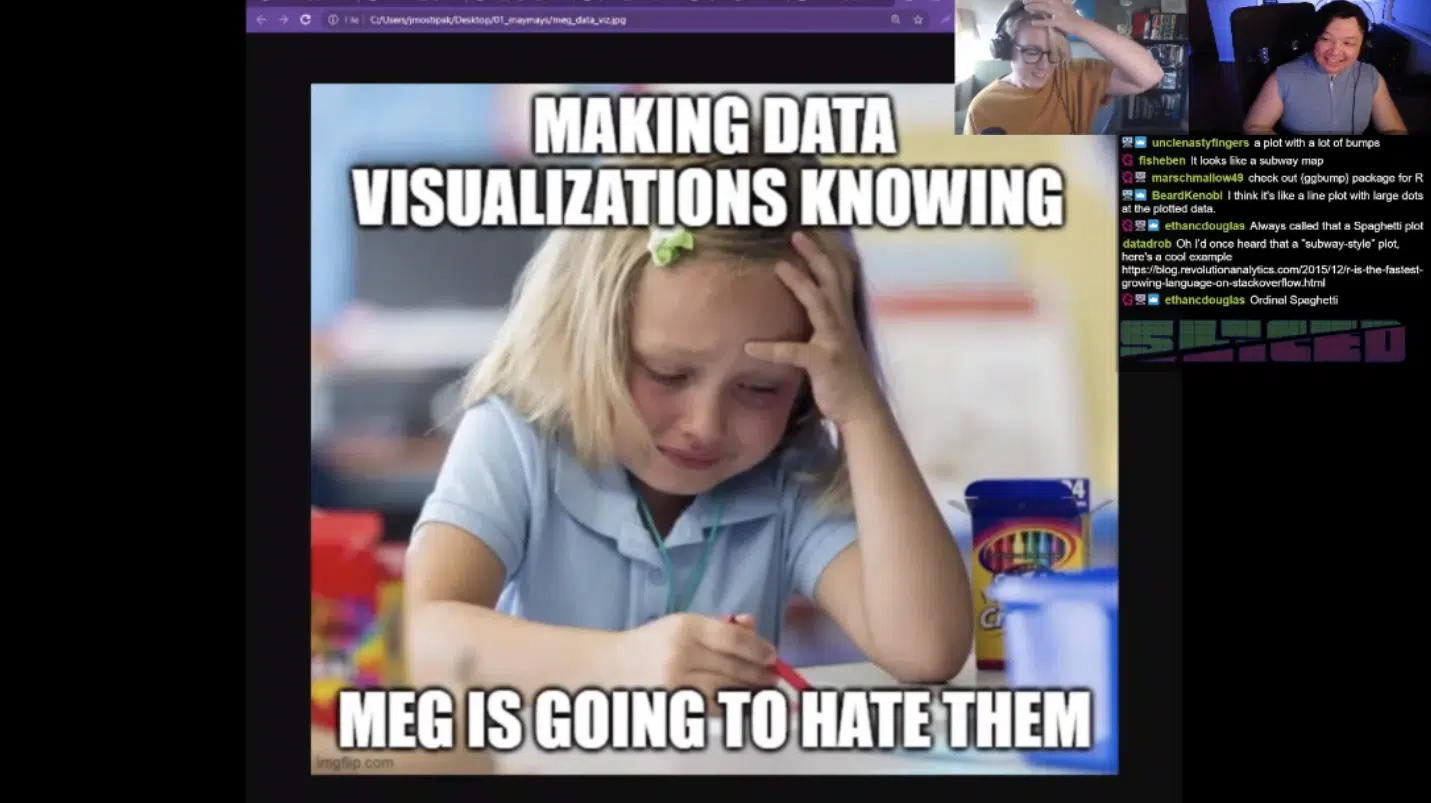 C:/Users/jmostipak/Desktop/01_maymays/meg_data_viz.jpg
MAKING DATA
VISUALIZATIONS KNOWING
MEG IS GOING TO HATE THEM
imgflip.com
24
unclenastyfingers a plot with a lot of bumps
fisheben It looks like a subway map
marschmallow49 check out {ggbump} package for R
BeardKenobi I think it's like a line plot with large dots
at the plotted data.
ethancdouglas Always called that a Spaghetti plot
datadrob Oh I'd once heard that a "subway-style" plot,
here's a cool example
https://blog.revolutionanalytics.com/2015/12/r-is-the-fastest-
growing-language-on-stackoverflow.html
ethancdouglas Ordinal Spaghetti
SLICED